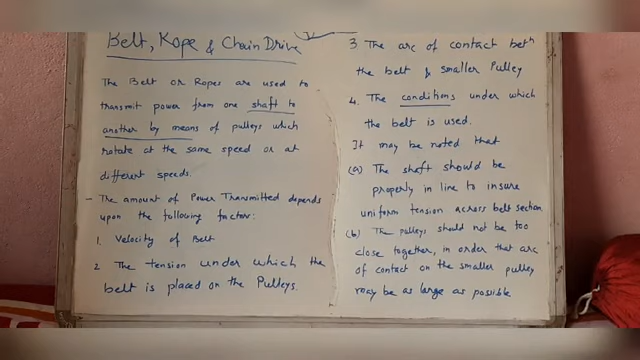 Belt, Rope & Chain Drive
The Belt or Ropes are used to
transmit power from one shaft to
another by means of pulleys which
rotate at the same speed or at
different speeds.
- The amount of Power Transmitted depends
upon the following factors:
1. Velocity of Belt
2 The tension under which the
belt is placed on the Pulleys.
3 The arc of contact betn
the belt & smaller Pulley
4. The conditions under which
the belt is used.
It may be noted that
(a) The shaft should be
properly in line to insure
uniform tension across belt section
(b) The pulleys should not be too
close together, in order that arc
of contact on the smaller pulley
may be as large as possible